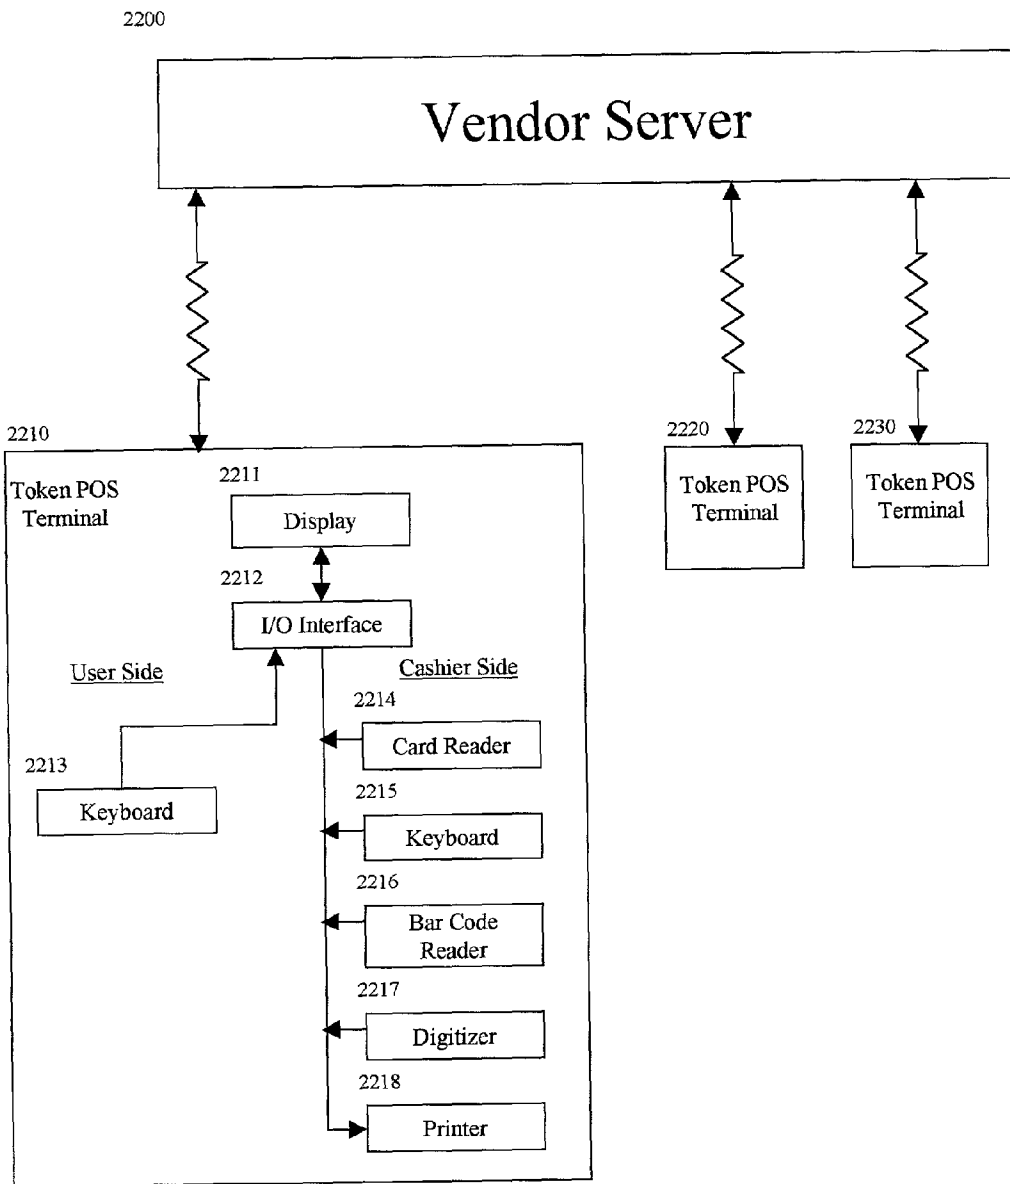 2200
Vendor Server
2210
Token POS
Terminal
2211
Display
2212
I/O Interface
User Side
Cashier Side
2213
Keyboard
2214
Card Reader
2215
Keyboard
2216
Bar Code
Reader
2217
Digitizer
2218
Printer
2220
Token POS
Terminal
2230
Token POS
Terminal